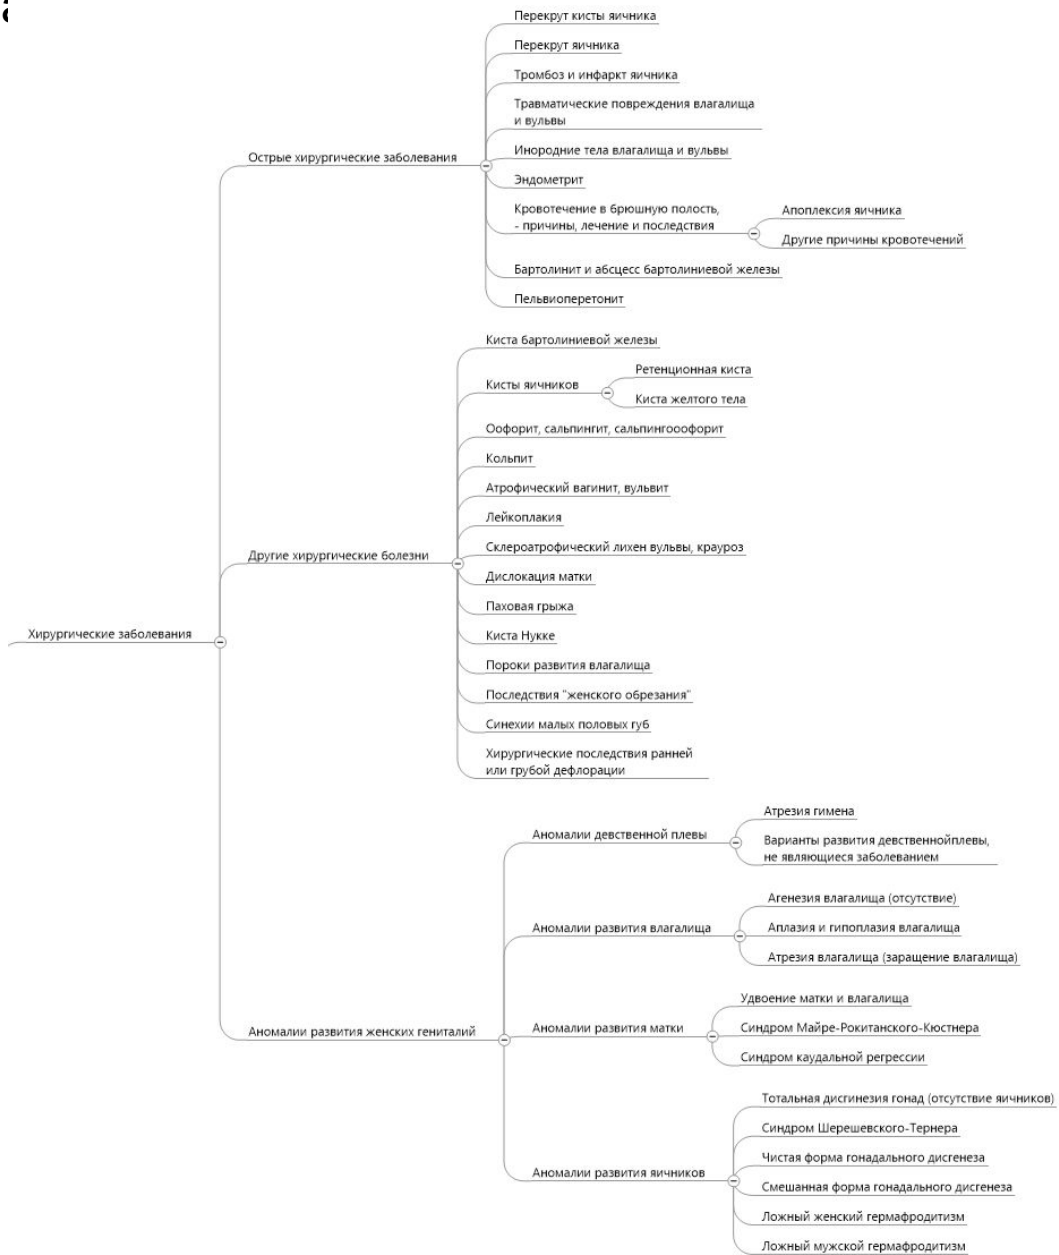 Перекрут кисты яичника
Перекрут яичника
Тромбоз и инфаркт яичника
Травматические повреждения влагалища
и вульвы
Острые хирургические заболевания
Инородние тела влагалища и вульвы
Эндометрит
Кровотечение в брюшную полость,
- причины, лечение и последствия
Апоплексия яичника
Другие причины кровотечений
Бартолинит и абсцесс бартолиниевой железы
Пельвиоперетонит
Киста бартолиниевой железы
Кисты яичников
Ретенционная киста
Киста желтого тела
Оофорит, сальпингит, сальпингооофорит
Кольпит
Атрофический вагинит, вульвит
Лейкоплакия
Склероатрофический лихен вульвы, крауроз
Другие хирургические болезни
Дислокация матки
Паховая грыжа
Киста Нукке
Хирургические заболевания
Пороки развития влагалища
Последствия "женского обрезания"
Синехии малых половых губ
Хирургические последствия ранней
или грубой дефлорации
Аномалии девственной плевы
Атрезия гимена
Варианты развития девственнойплевы,
не являющиеся заболеванием
Аномалии развития влагалища
Агенезия влагалища (отсутствие)
Аплазия и гипоплазия влагалища
Атрезия влагалища (заращение влагалища)
Аномалии развития женских гениталий
Аномалии развития матки
Удвоение матки и влагалища
Синдром Майре-Рокитанского-Кюстнера
Синдром каудальной регрессии
Аномалии развития яичников
Тотальная дисгинезия гонад (отсутствие яичников)
Синдром Шерешевского-Тернера
Чистая форма гонадального дисгенеза
Смешанная форма гонадального дисгенеза
Ложный женский гермафродитизм
Ложный мужской гермафродитизм